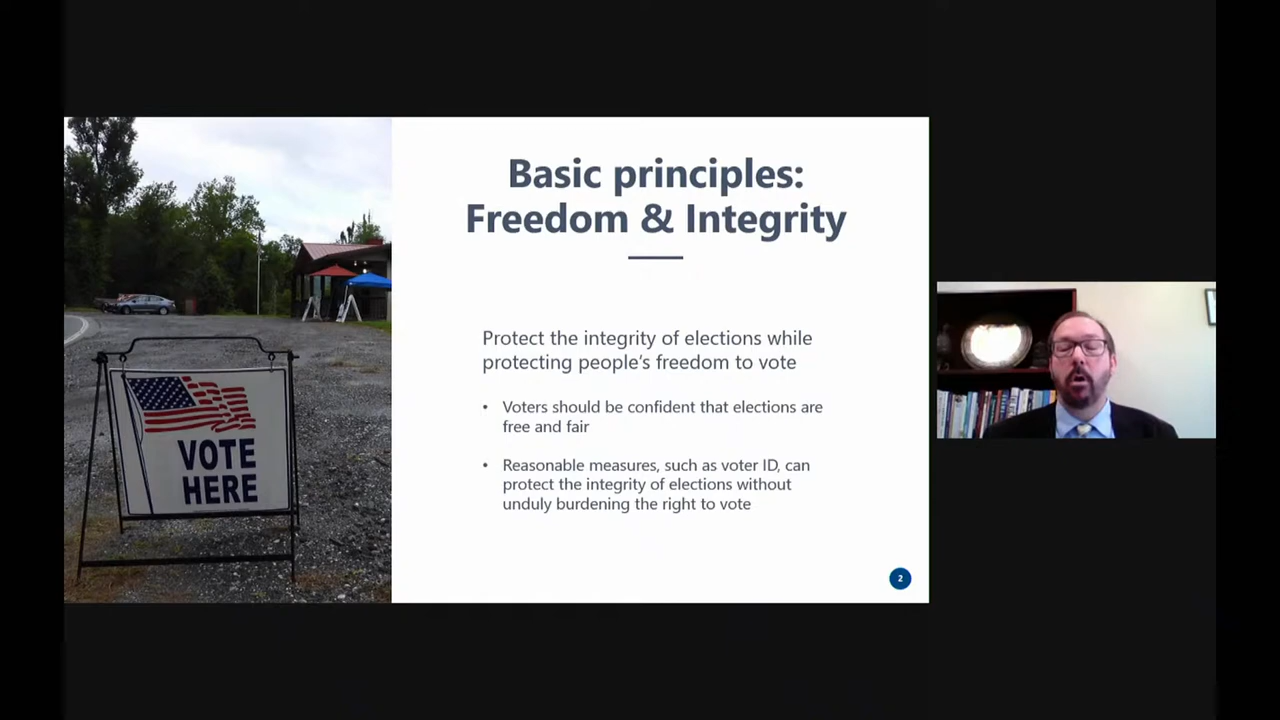 VOTE
HERE
Basic principles:
Freedom & Integrity
Protect the integrity of elections while
protecting people's freedom to vote
• Voters should be confident that elections are
free and fair
• Reasonable measures, such as voter ID, can
protect the integrity of elections without
unduly burdening the right to vote
2